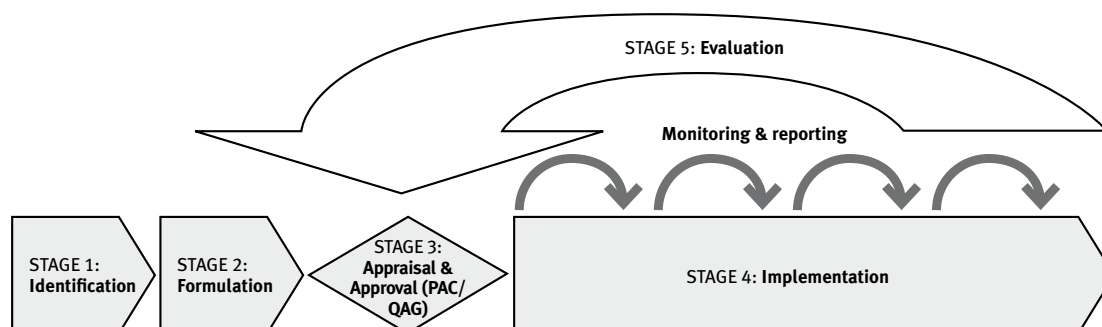 STAGE 5: Evaluation
Monitoring & reporting
STAGE 1:
Identification
STAGE 2:
Formulation
STAGE 3:
Appraisal &
Approval (PAC/
QAG)
STAGE 4: Implementation